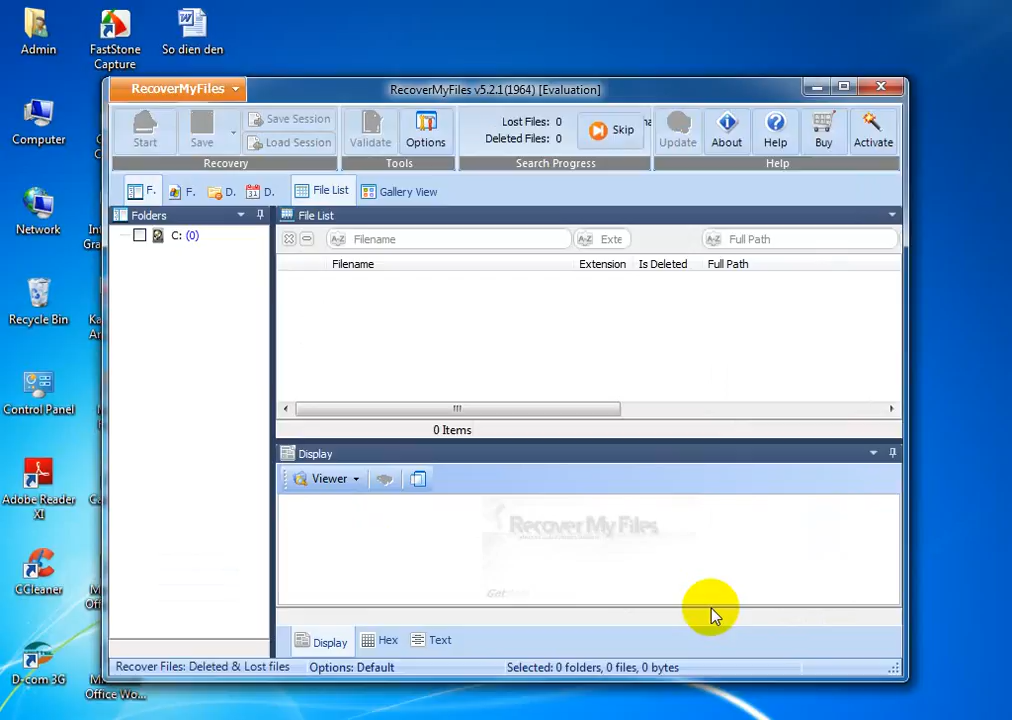 Admin
FastStone
Capture
So dien den
Computer
Network
Recycle Bin
Control Panel
Adobe Reader
XI
CCleaner
D-com 3G
Office Wo...
RecoverMyFiles
RecoverMyFiles v5.2.1(1964) [Evaluation]
Start
Save
Save Session
Load Session
Recovery
Validate
Options
Tools
Lost Files: 0
Deleted Files: 0
Skip
Search Progress
Update
About
Help
Buy
Activate
Help
F.
F.
D.
D.
File List
Gallery View
Folders
C: (0)
File List
Filename
Exte
Full Path
Filename
Extension
Is Deleted
Full Path
0 Items
Display
Viewer
Recover My Files
Display
Hex
Text
Recover Files: Deleted & Lost files
Options: Default
Selected: 0 folders, 0 files, 0 bytes